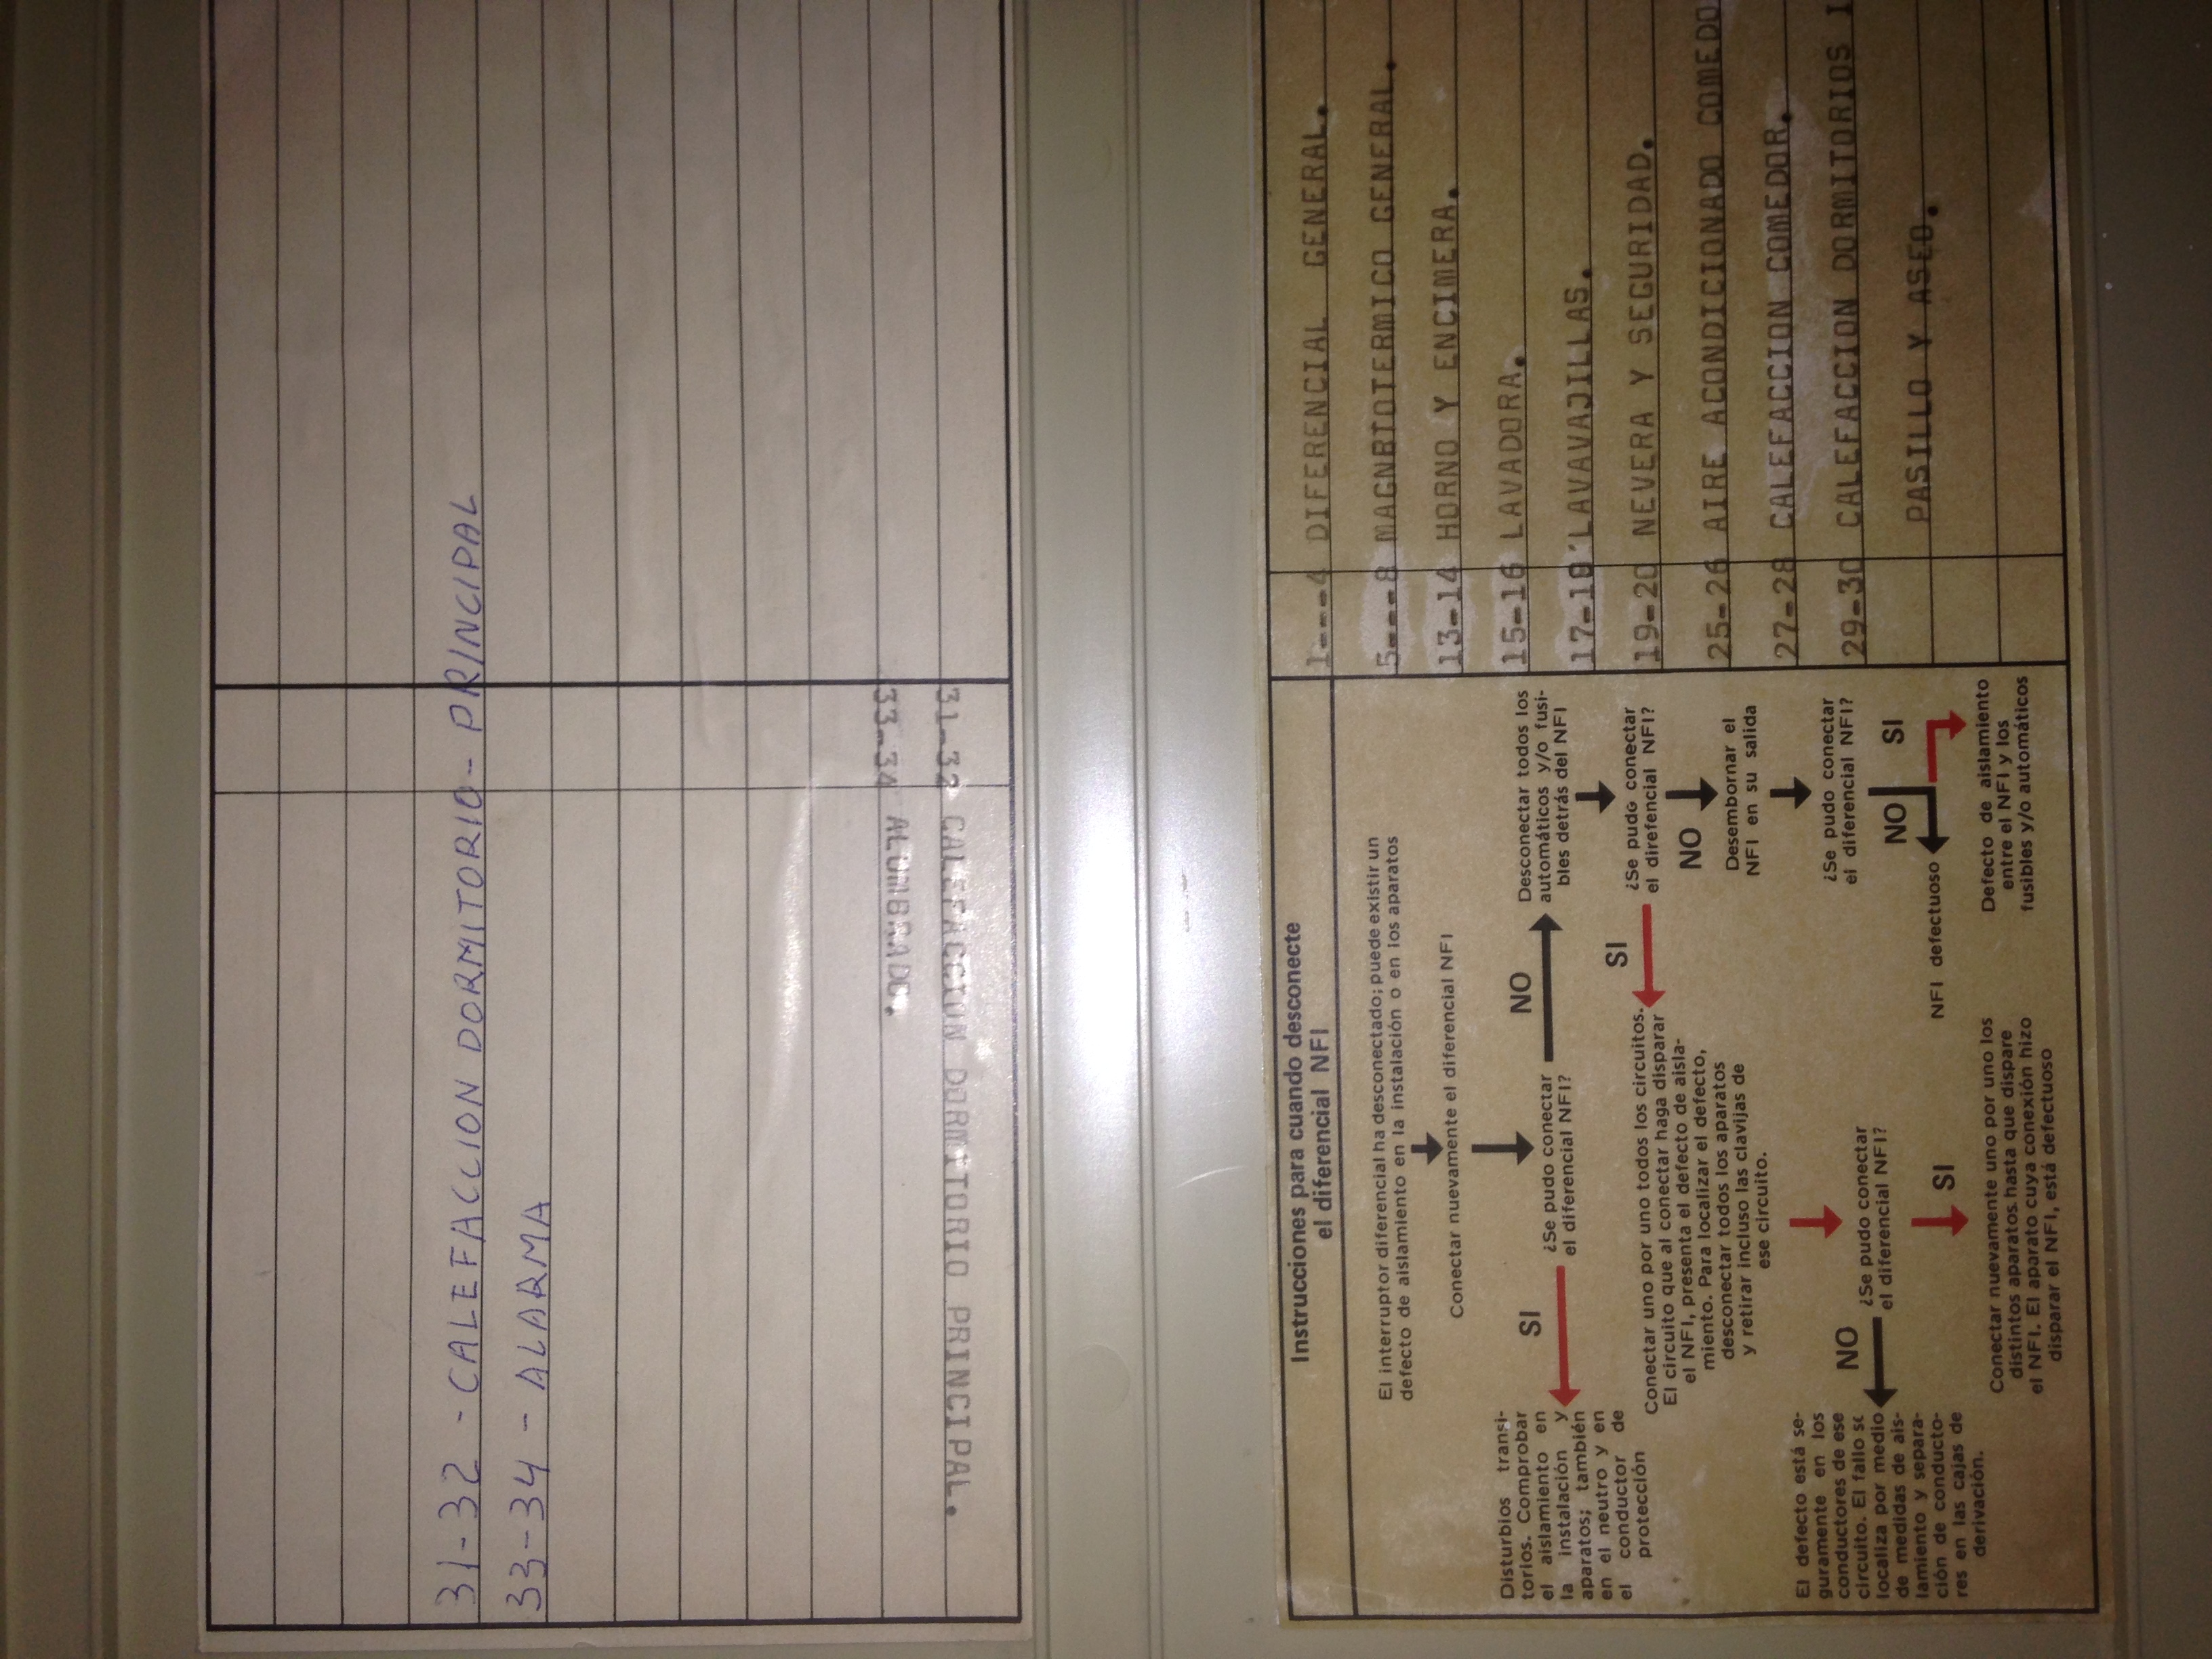 31-32 - CALEFACCION DORMITORIO - PRINCIPAL
33-34 - ALARMA
31-32 CALEFACCION DORMITORIO PRINCIPAL.
33-34 ALUMBRADO.
Instrucciones para cuando desconecte
el diferencial NFI
El interruptor diferencial ha desconectado; puede existir un
defecto de aislamiento en la instalación o en los aparatos
Conectar nuevamente el diferencial NFI
¿Se pudo conectar
el diferencial NFI?
SI
NO
Disturbios transi-
torios. Comprobar
el aislamiento en
la instalación y
aparatos; también
en el neutro y en
el conductor de
protección
Desconectar todos los
automáticos y/o fusi-
bles detrás del NFI
¿Se pudo conectar
el direfencial NFI?
SI
NO
Conectar uno por uno todos los circuitos.
El circuito que al conectar haga disparar
el NFI, presenta el defecto de aisla-
miento. Para localizar el defecto,
desconectar todos los aparatos
y retirar incluso las clavijas de
ese circuito.
Desembornar el
NFI en su salida
¿Se pudo conectar
el diferencial NFI?
NO
SI
¿Se pudo conectar
el diferencial NFI?
NO
SI
El defecto está se-
guramente en los
conductores de ese
circuito. El fallo se
localiza por medio
de medidas de ais-
lamiento y separa-
ción de conducto-
res en las cajas de
derivación.
Conectar nuevamente uno por uno los
distintos aparatos hasta que dispare
el NFI. El aparato cuya conexión hizo
disparar el NFI, está defectuoso
NFI defectuoso
Defecto de aislamiento
entre el NFI y los
fusibles y/o automáticos
1----4 DIFERENCIAL GENERAL.
5----8 MAGNBTOTERMICO GENERAL.
13-14 HORNO Y ENCIMERA.
15-16 LAVADORA.
17-18 LAVAVAJILLAS.
19-20 NEVERA Y SEGURIDAD.
25-26 AIRE ACONDICIONADO COMEDO
27-28 CALEFACCION COMEDOR.
29-30 CALEFACCION DORMITORIOS
PASILLO Y ASEO.